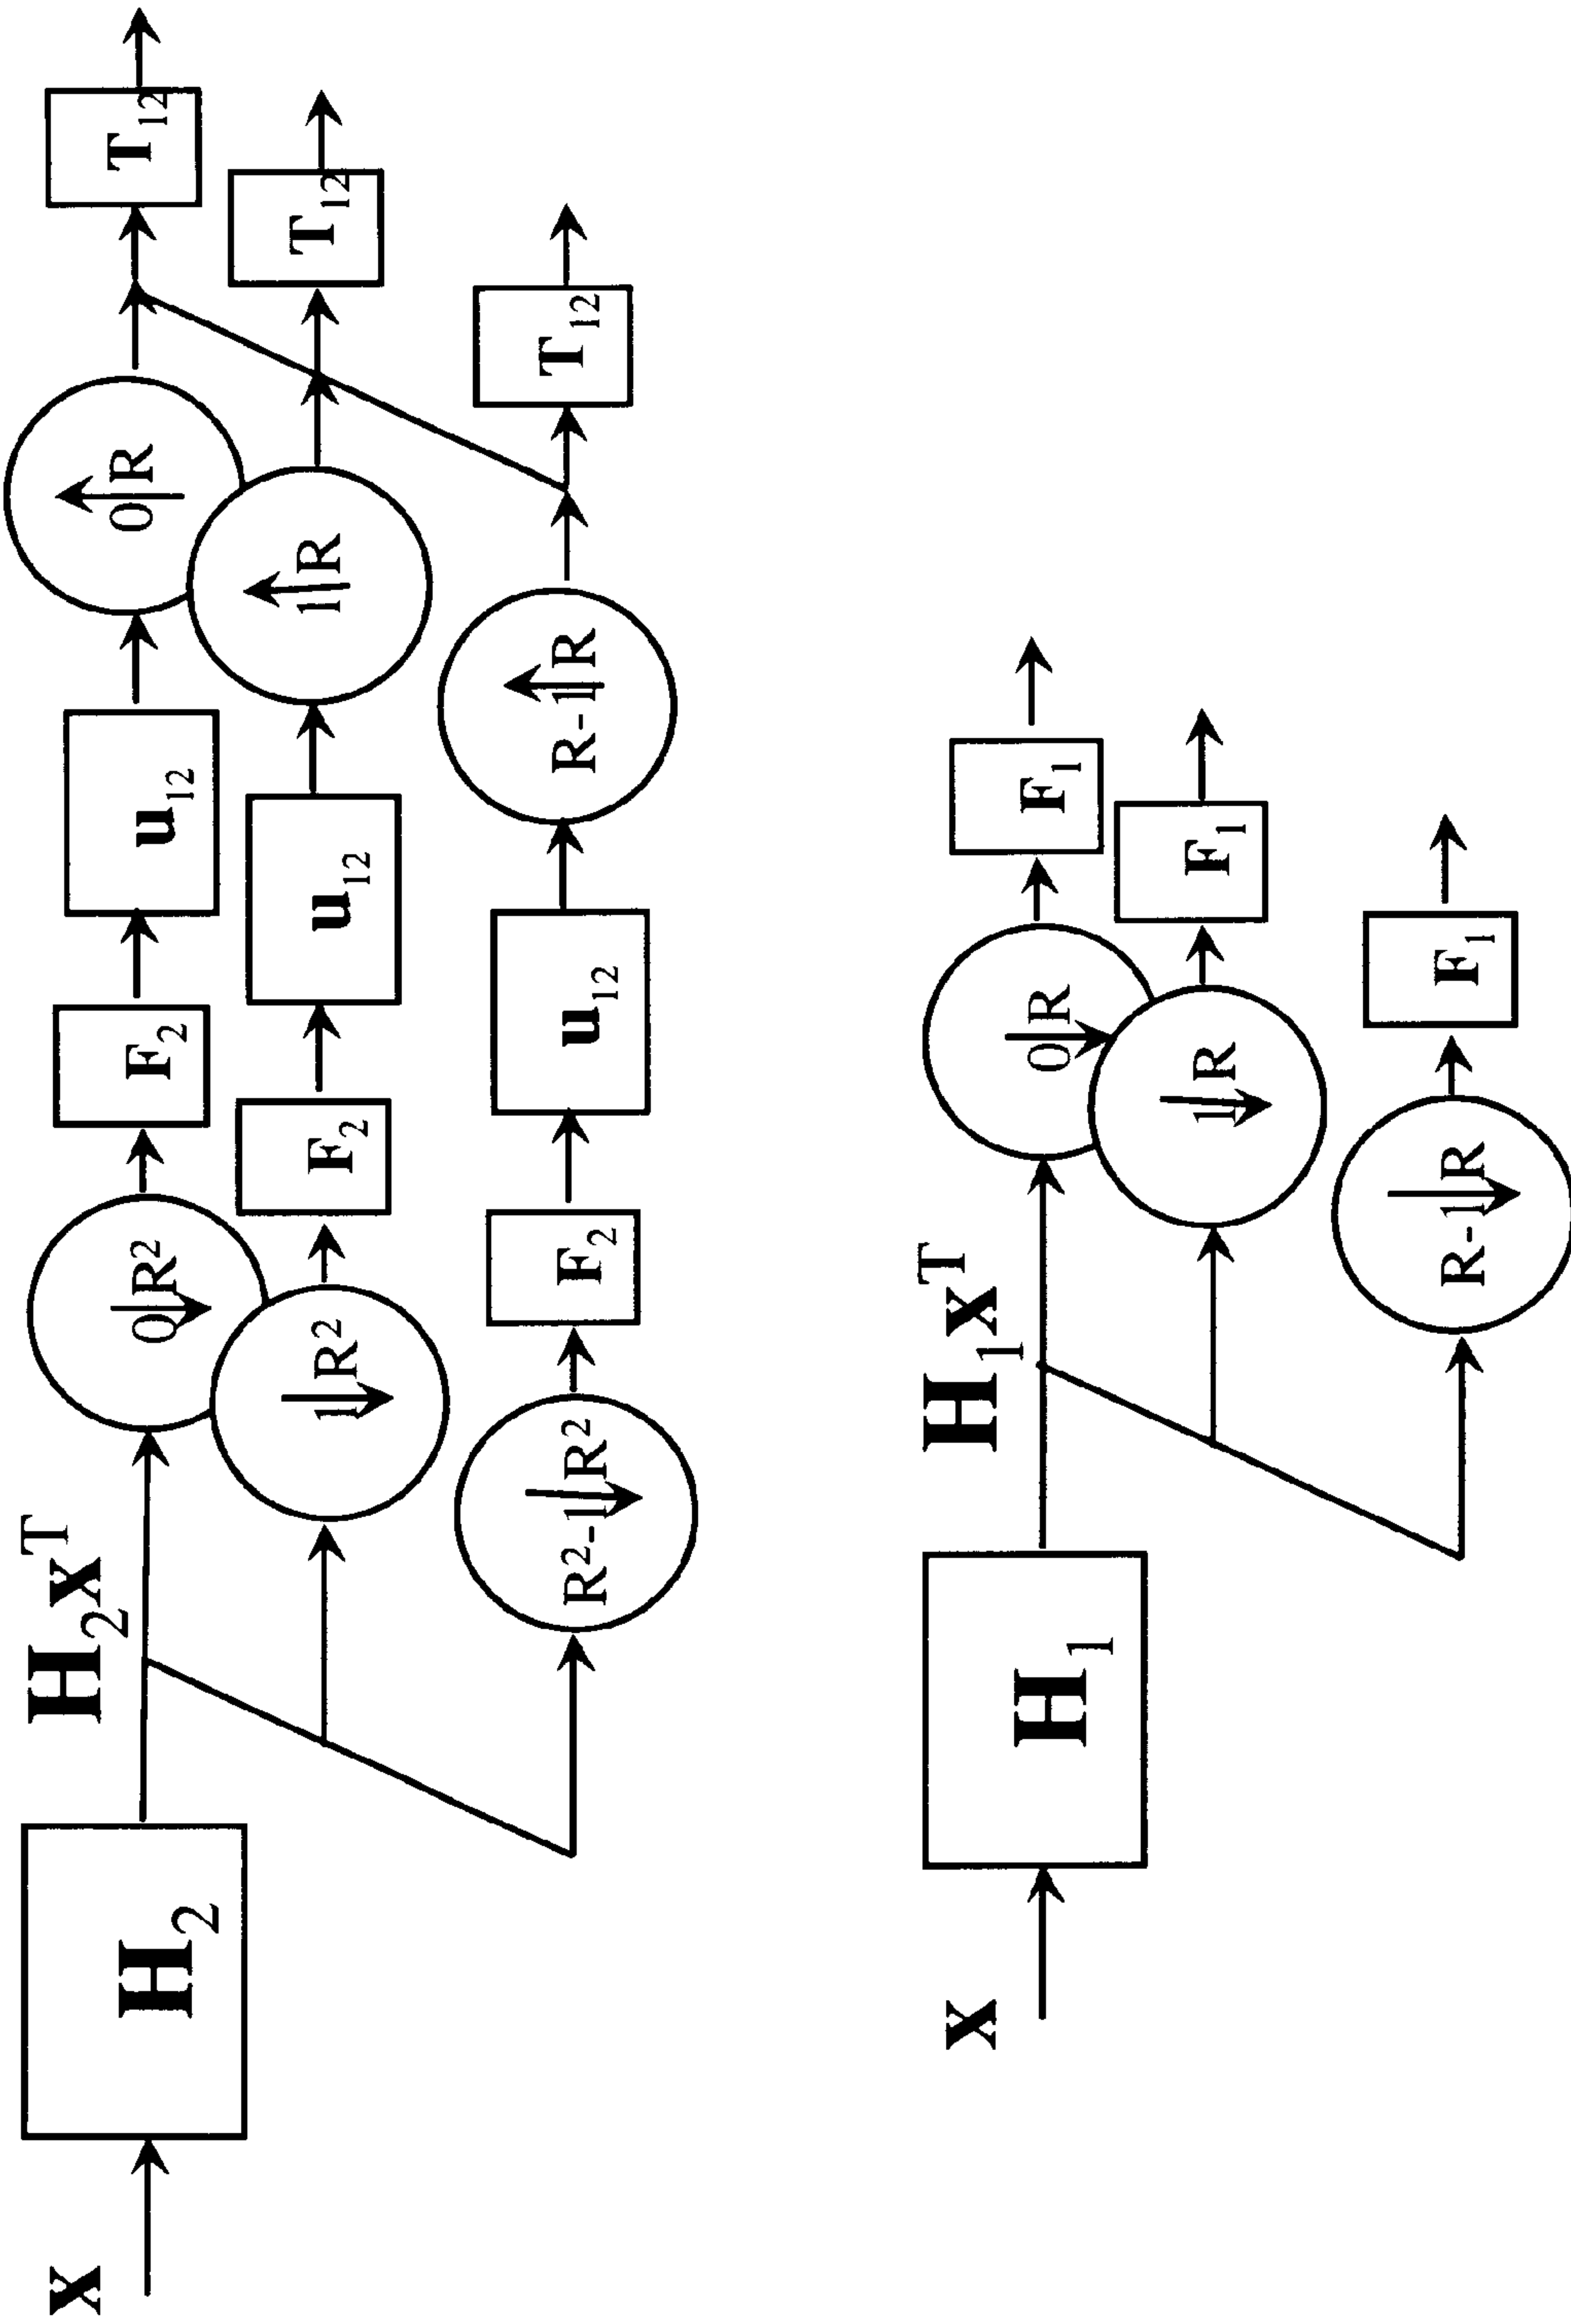 x H₂ H₂xᵀ 0↓R² F₂ u₁₂ 0↑R T₁₂
1↓R² F₂ u₁₂ 1↑R T₁₂
R²-1↓R² F₂ u₁₂ R-1↑R T₁₂
x H₁ H₁xᵀ 0↓R F₁
1↓R F₁
R-1↓R F₁